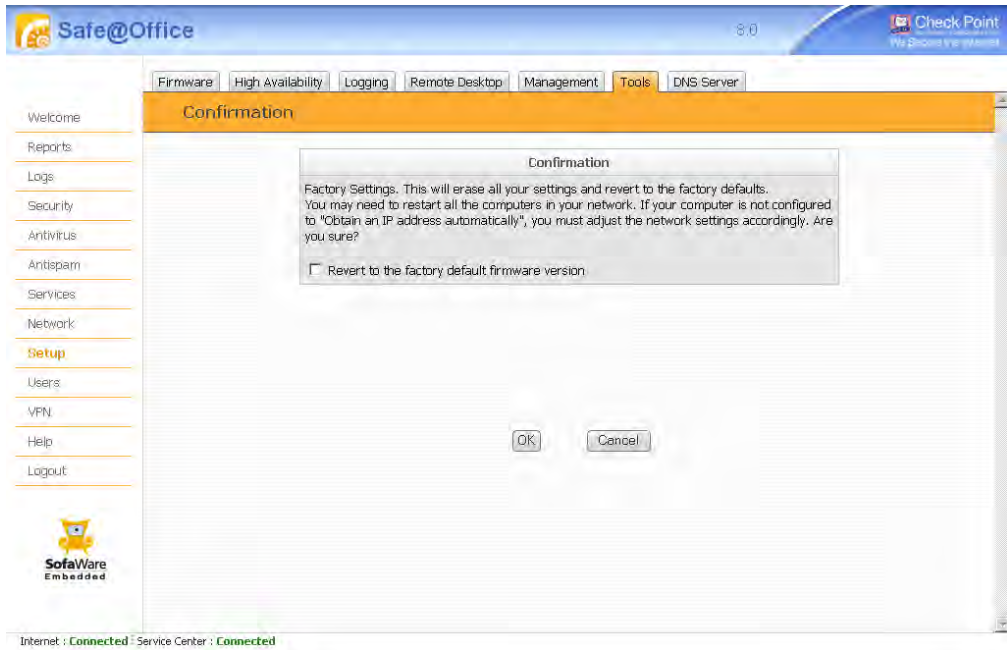 Safe@Office
8.0
Check Point
We Secure the Internet
Firmware High Availability Logging Remote Desktop Management Tools DNS Server
Confirmation
Welcome
Reports
Logs
Security
Antivirus
Antispam
Services
Network
Setup
Users
VPN
Help
Logout
Confirmation
Factory Settings. This will erase all your settings and revert to the factory defaults.
You may need to restart all the computers in your network. If your computer is not configured
to "Obtain an IP address automatically", you must adjust the network settings accordingly. Are
you sure?
Revert to the factory default firmware version
OK Cancel
SofaWare
Embedded
Internet : Connected Service Center : Connected